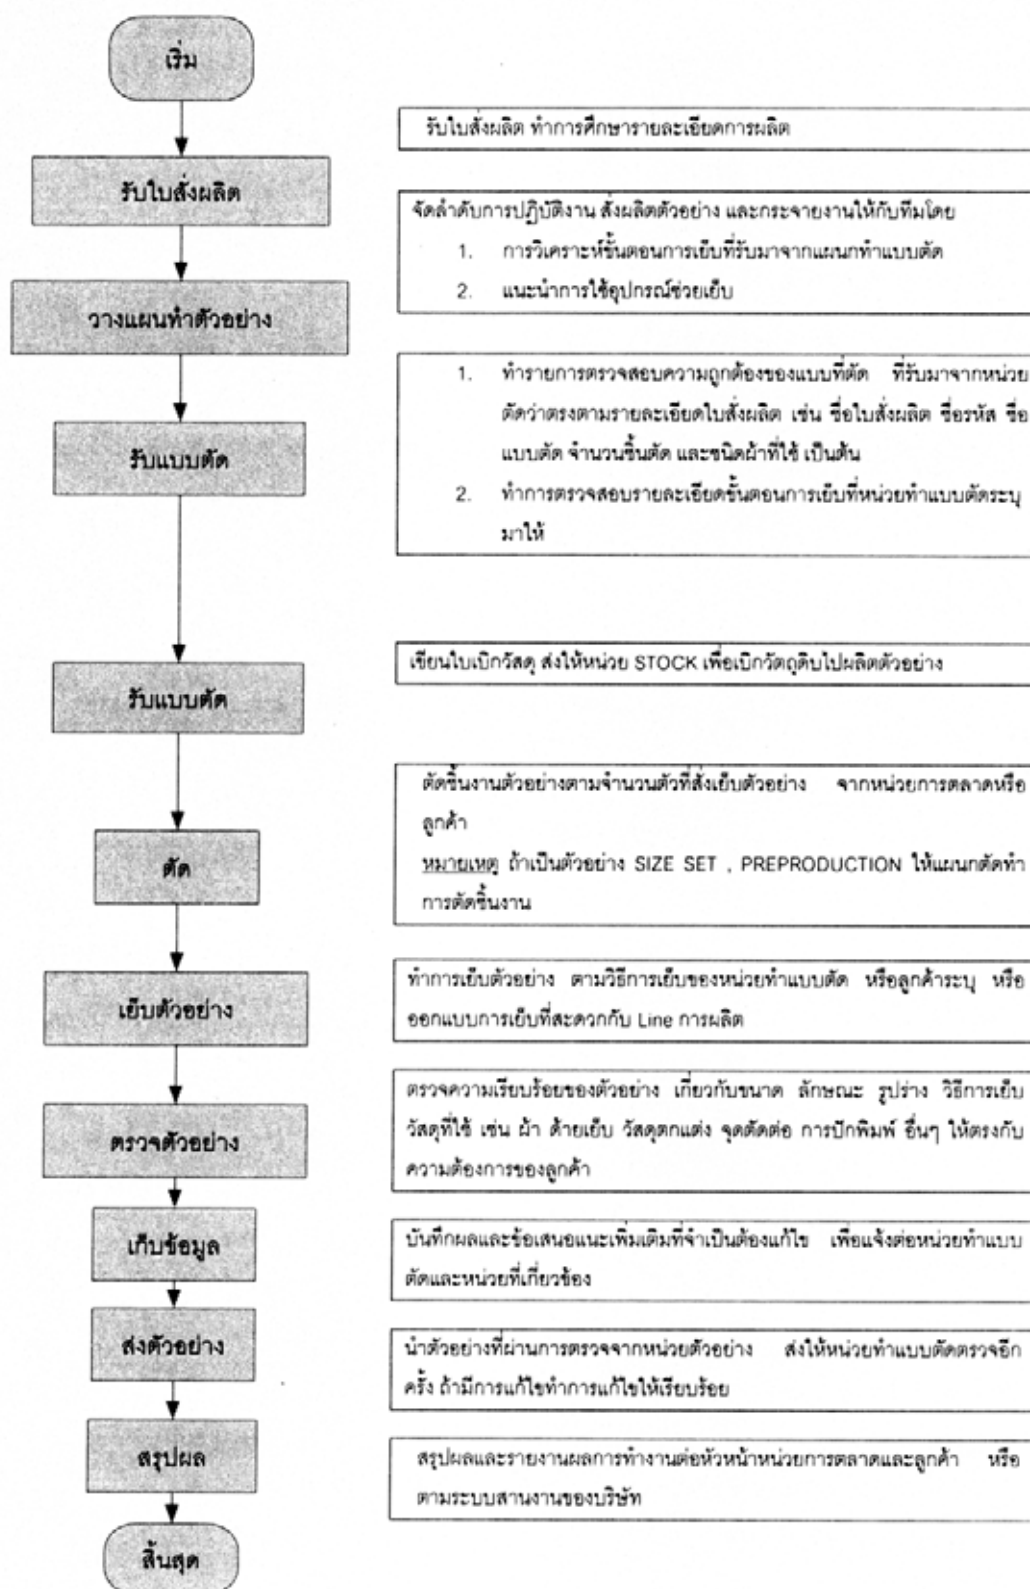 เริ่ม
รับใบสั่งผลิต ทำการศึกษารายละเอียดการผลิต
รับใบสั่งผลิต
จัดลำดับการปฏิบัติงาน สั่งผลิตตัวอย่าง และกระจายงานให้กับทีมโดย
1. การวิเคราะห์ขั้นตอนการเย็บที่รับมาจากแผนกทำแบบตัด
2. แนะนำการใช้อุปกรณ์ช่วยเย็บ
วางแผนทำตัวอย่าง
1. ทำรายการตรวจสอบความถูกต้องของแบบที่ตัด ที่รับมาจากหน่วย
ตัดว่าตรงตามรายละเอียดใบสั่งผลิต เช่น ชื่อใบสั่งผลิต ชื่อรหัส ชื่อ
แบบตัด จำนวนชิ้นตัด และชนิดผ้าที่ใช้ เป็นต้น
2. ทำการตรวจสอบรายละเอียดขั้นตอนการเย็บที่หน่วยทำแบบตัดระบุ
มาให้
รับแบบตัด
เขียนใบเบิกวัสดุ ส่งให้หน่วย STOCK เพื่อเบิกวัตถุดิบไปผลิตตัวอย่าง
รับแบบตัด
ตัดชิ้นงานตัวอย่างตามจำนวนตัวที่สั่งเย็บตัวอย่าง จากหน่วยการตลาดหรือ
ลูกค้า
หมายเหตุ ถ้าเป็นตัวอย่าง SIZE SET , PREPRODUCTION ให้แผนกตัดทำ
การตัดชิ้นงาน
ตัด
ทำการเย็บตัวอย่าง ตามวิธีการเย็บของหน่วยทำแบบตัด หรือลูกค้าระบุ หรือ
ออกแบบการเย็บที่สะดวกกับ Line การผลิต
เย็บตัวอย่าง
ตรวจความเรียบร้อยของตัวอย่าง เกี่ยวกับขนาด ลักษณะ รูปร่าง วิธีการเย็บ
วัสดุที่ใช้ เช่น ผ้า ด้ายเย็บ วัสดุตกแต่ง จุดตัดต่อ การปักพิมพ์ อื่นๆ ให้ตรงกับ
ความต้องการของลูกค้า
ตรวจตัวอย่าง
บันทึกผลและข้อเสนอแนะเพิ่มเติมที่จำเป็นต้องแก้ไข เพื่อแจ้งต่อหน่วยทำแบบ
ตัดและหน่วยที่เกี่ยวข้อง
เก็บข้อมูล
นำตัวอย่างที่ผ่านการตรวจจากหน่วยตัวอย่าง ส่งให้หน่วยทำแบบตัดตรวจอีก
ครั้ง ถ้ามีการแก้ไขทำการแก้ไขให้เรียบร้อย
ส่งตัวอย่าง
สรุปผลและรายงานผลการทำงานต่อหัวหน้าหน่วยการตลาดและลูกค้า หรือ
ตามระบบสานงานของบริษัท
สรุปผล
สิ้นสุด